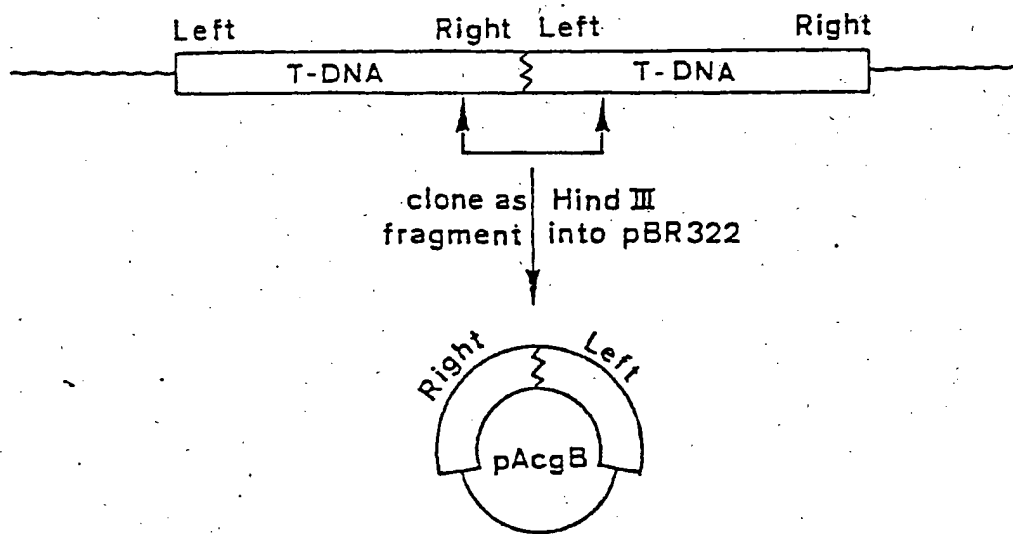 Left Right Left Right
T-DNA T-DNA
clone as Hind III
fragment into pBR322
Right Left
pAcgB